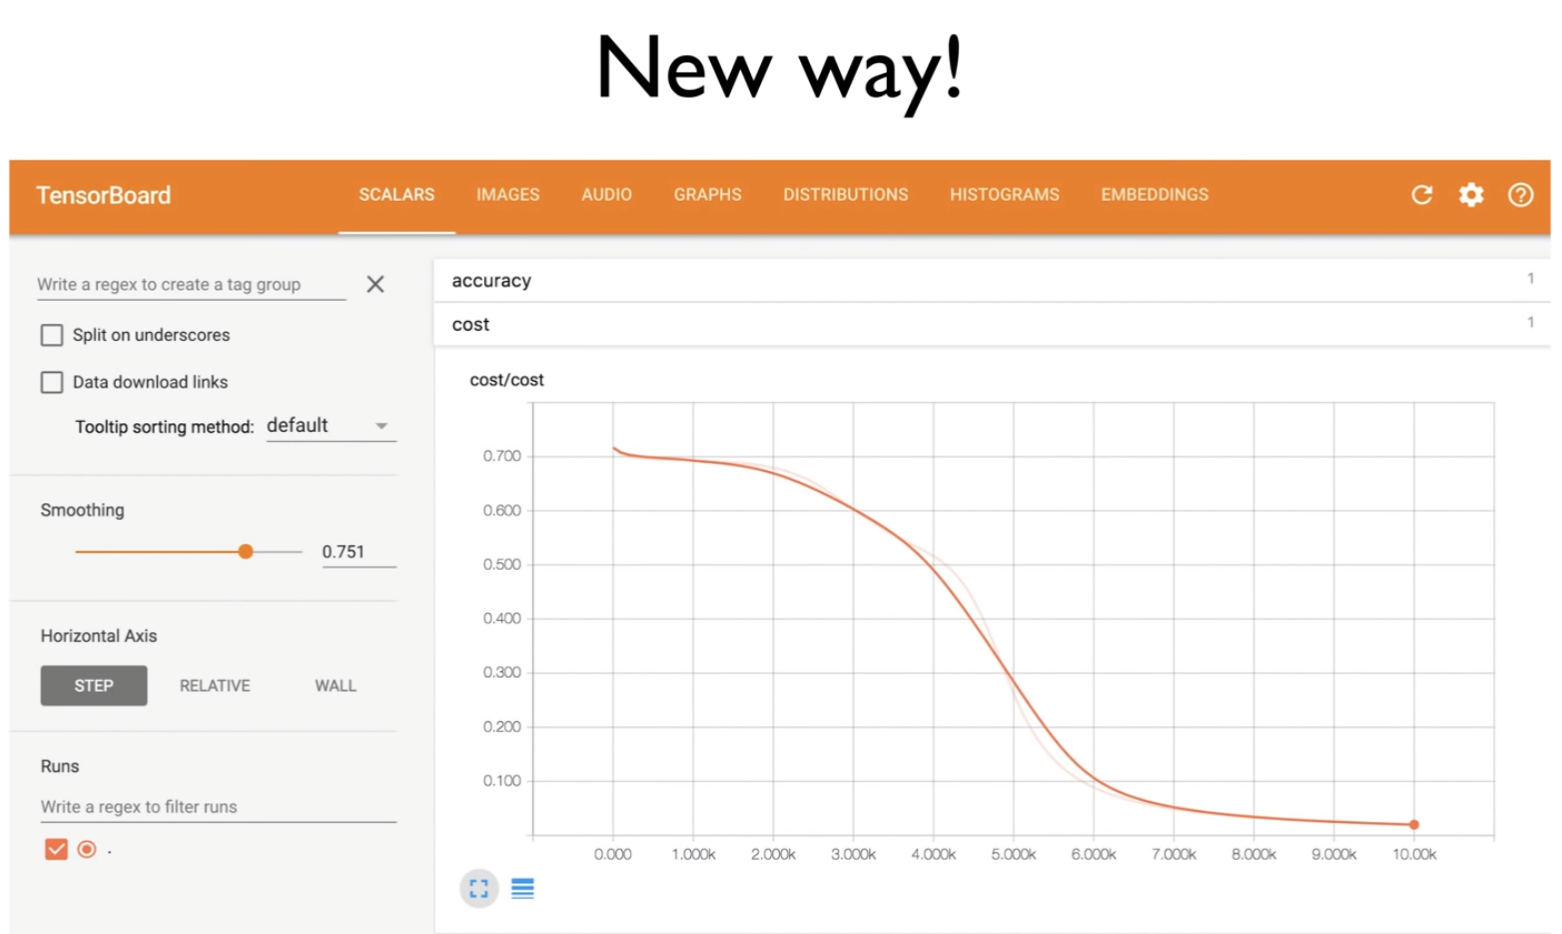 New way!
TensorBoard SCALARS IMAGES AUDIO GRAPHS DISTRIBUTIONS HISTOGRAMS EMBEDDINGS
Write a regex to create a tag group
Split on underscores
Data download links
Tooltip sorting method: default
Smoothing
0.751
Horizontal Axis
STEP RELATIVE WALL
Runs
Write a regex to filter runs
.
accuracy 1
cost 1
cost/cost
0.700
0.600
0.500
0.400
0.300
0.200
0.100
0.000 1.000k 2.000k 3.000k 4.000k 5.000k 6.000k 7.000k 8.000k 9.000k 10.00k